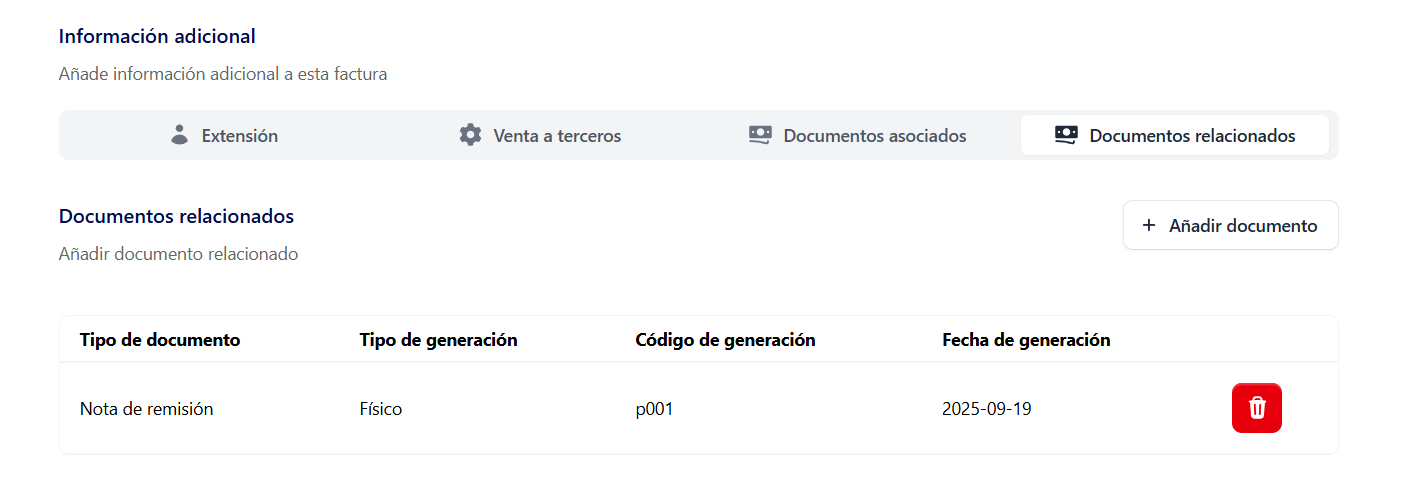 Información adicional
Añade información adicional a esta factura
Extensión Venta a terceros Documentos asociados Documentos relacionados
Documentos relacionados
+ Añadir documento
Añadir documento relacionado
Tipo de documento Tipo de generación Código de generación Fecha de generación
Nota de remisión Físico p001 2025-09-19